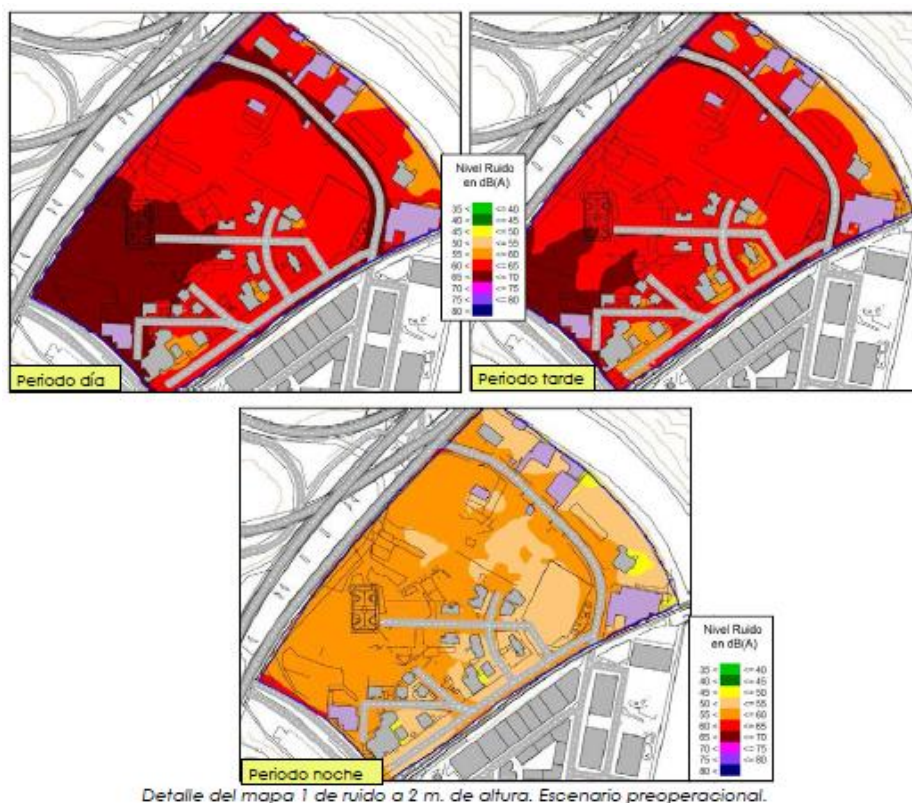 Nivel Ruido
en dB(A)
35 < <= 40
40 < <= 45
45 < <= 50
50 < <= 55
55 < <= 60
60 < <= 65
65 < <= 70
70 < <= 75
75 < <= 80
80 <
Periodo día
Periodo tarde
Nivel Ruido
en dB(A)
35 < <= 40
40 < <= 45
45 < <= 50
50 < <= 55
55 < <= 60
60 < <= 65
65 < <= 70
70 < <= 75
75 < <= 80
80 <
Periodo noche
Detalle del mapa 1 de ruido a 2 m. de altura. Escenario preoperacional.